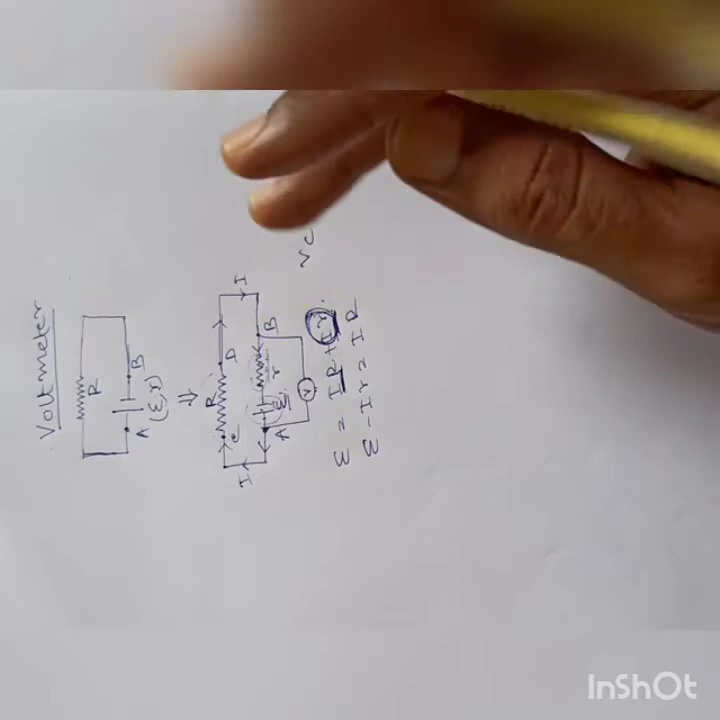 Voltmeter
R
A B
(ε, r)
⇓
R
C D
I I
ε r
A B
V
ε = IR + Ir.
ε - Ir = IR
InShOt